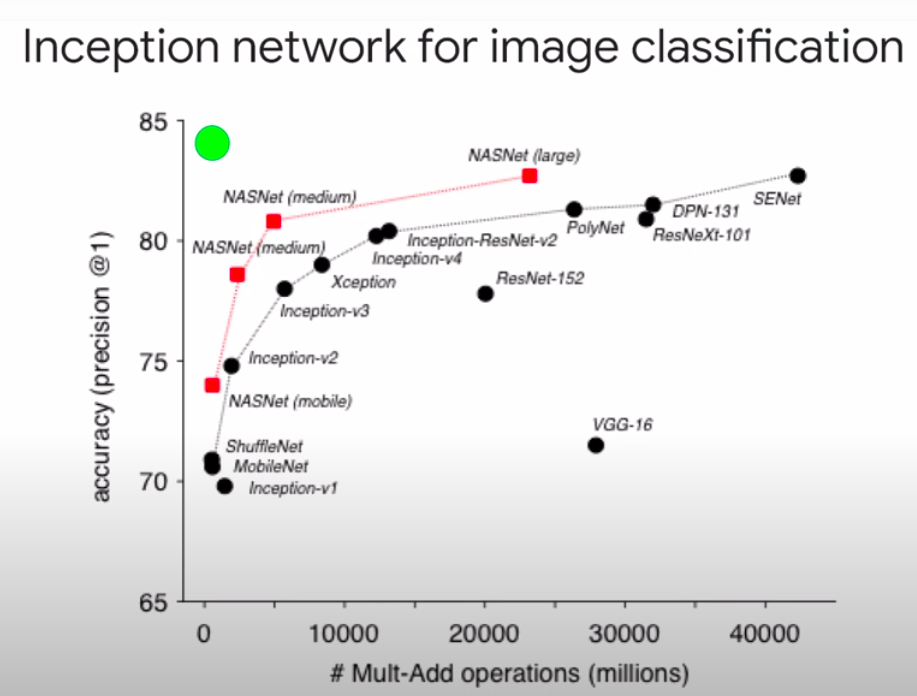 Inception network for image classification
85
80
75
70
65
accuracy (precision @1)
NASNet (large)
NASNet (medium)
NASNet (medium)
SENet
DPN-131
PolyNet
ResNeXt-101
Inception-ResNet-v2
Inception-v4
Xception
ResNet-152
Inception-v3
Inception-v2
NASNet (mobile)
VGG-16
ShuffleNet
MobileNet
Inception-v1
0 10000 20000 30000 40000
# Mult-Add operations (millions)